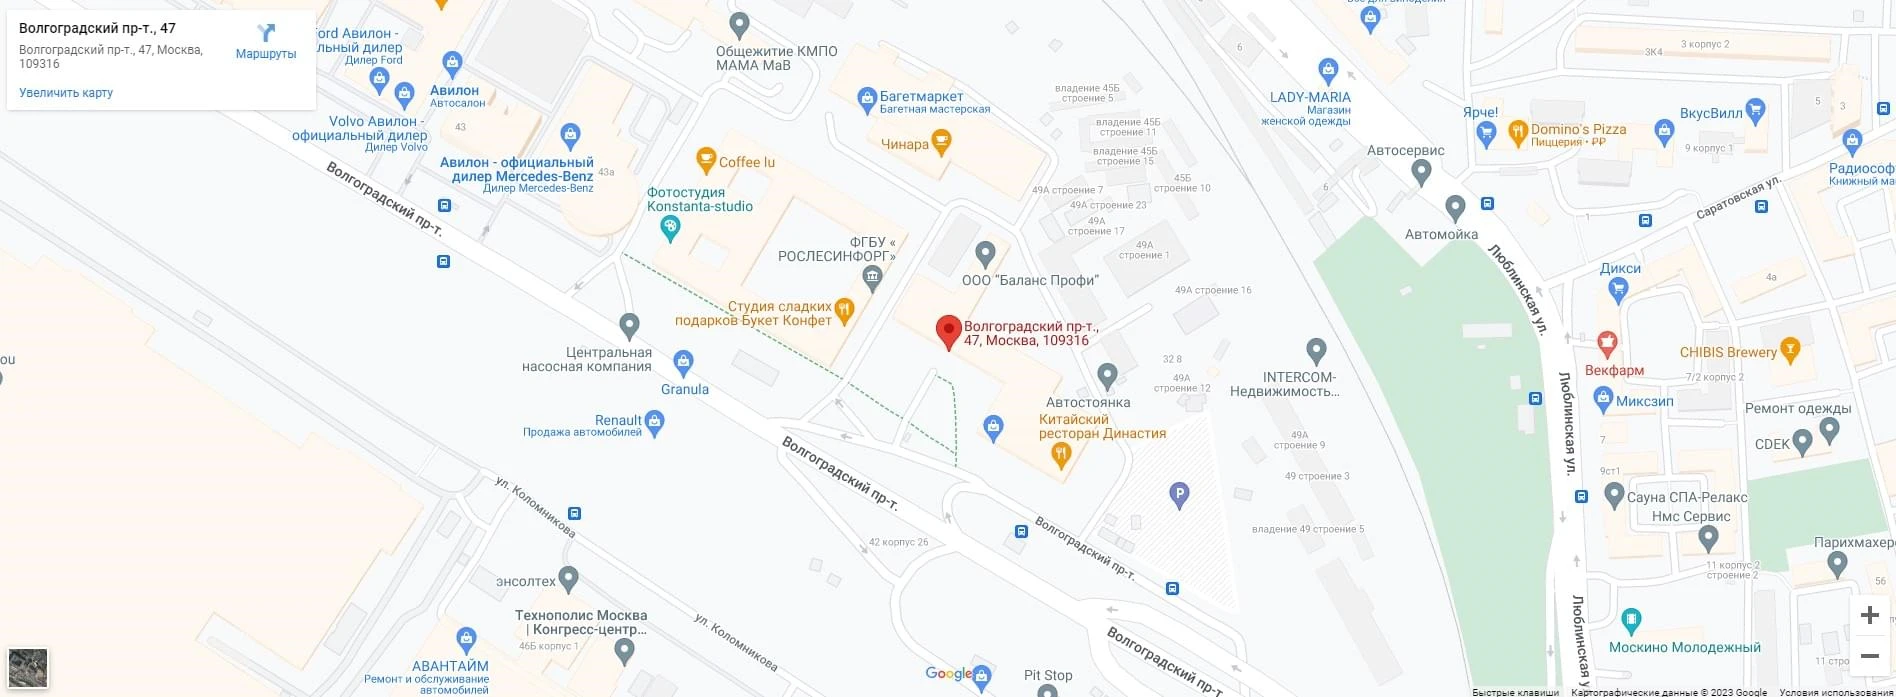 Волгоградский пр-т., 47
Волгоградский пр-т., 47, Москва,
109316
Маршруты
Увеличить карту
Ford Авилон -
Дилер Ford
Авилон
Автосалон
43
Volvo Авилон -
официальный дилер
Дилер Volvo
Авилон - официальный
дилер Mercedes-Benz
Дилер Mercedes-Benz
43а
Волгоградский пр-т.
Общежитие КМПО
МАМА МаВ
Багетмаркет
Багетная мастерская
Чинара
Coffee lu
Фотостудия
Konstanta-studio
ФГБУ «
РОСЛЕСИНФОРГ»
Студия сладких
подарков Букет Конфет
ООО "Баланс Профи"
Волгоградский пр-т.,
47, Москва, 109316
Центральная
насосная компания
Granula
Renault
Продажа автомобилей
Автостоянка
Китайский
ресторан Династия
владение 45Б
строение 5
владение 45Б
строение 11
владение 45Б
строение 15
45Б
строение 10
49А строение 7
49А строение 23
49А
строение 17
49А
строение 1
49А строение 16
32 8
49А
строение 12
INTERCOM-
Недвижимость...
49А
строение 9
49 строение 3
владение 49 строение 5
P
6
6
LADY-MARIA
Магазин
женской одежды
Автосервис
Автомойка
Ярче!
Domino's Pizza
Пиццерия • ₽₽
3К4
3 корпус 2
5
3
ВкусВилл
9 корпус 1
Саратовская ул.
Люблинская ул.
Дикси
4а
Векфарм
CHIBIS Brewery
7/2 корпус 2
Миксзип
Ремонт одежды
CDEK
7
9ст1
Сауна СПА-Релакс
Нмс Сервис
11 корпус 2
строение 2
56
Люблинская ул.
Люблинская
Москино Молодежный
Волгоградский пр-т.
Волгоградский пр-т.
Волгоградский пр-т.
42 корпус 26
ул. Коломникова
ул. Коломникова
энсолтех
Технополис Москва
| Конгресс-центр...
46Б корпус 1
АВАНТАЙМ
Ремонт и обслуживание
автомобилей
Google
Pit Stop
Быстрые клавиши
Картографические данные © 2023 Google
Условия использования